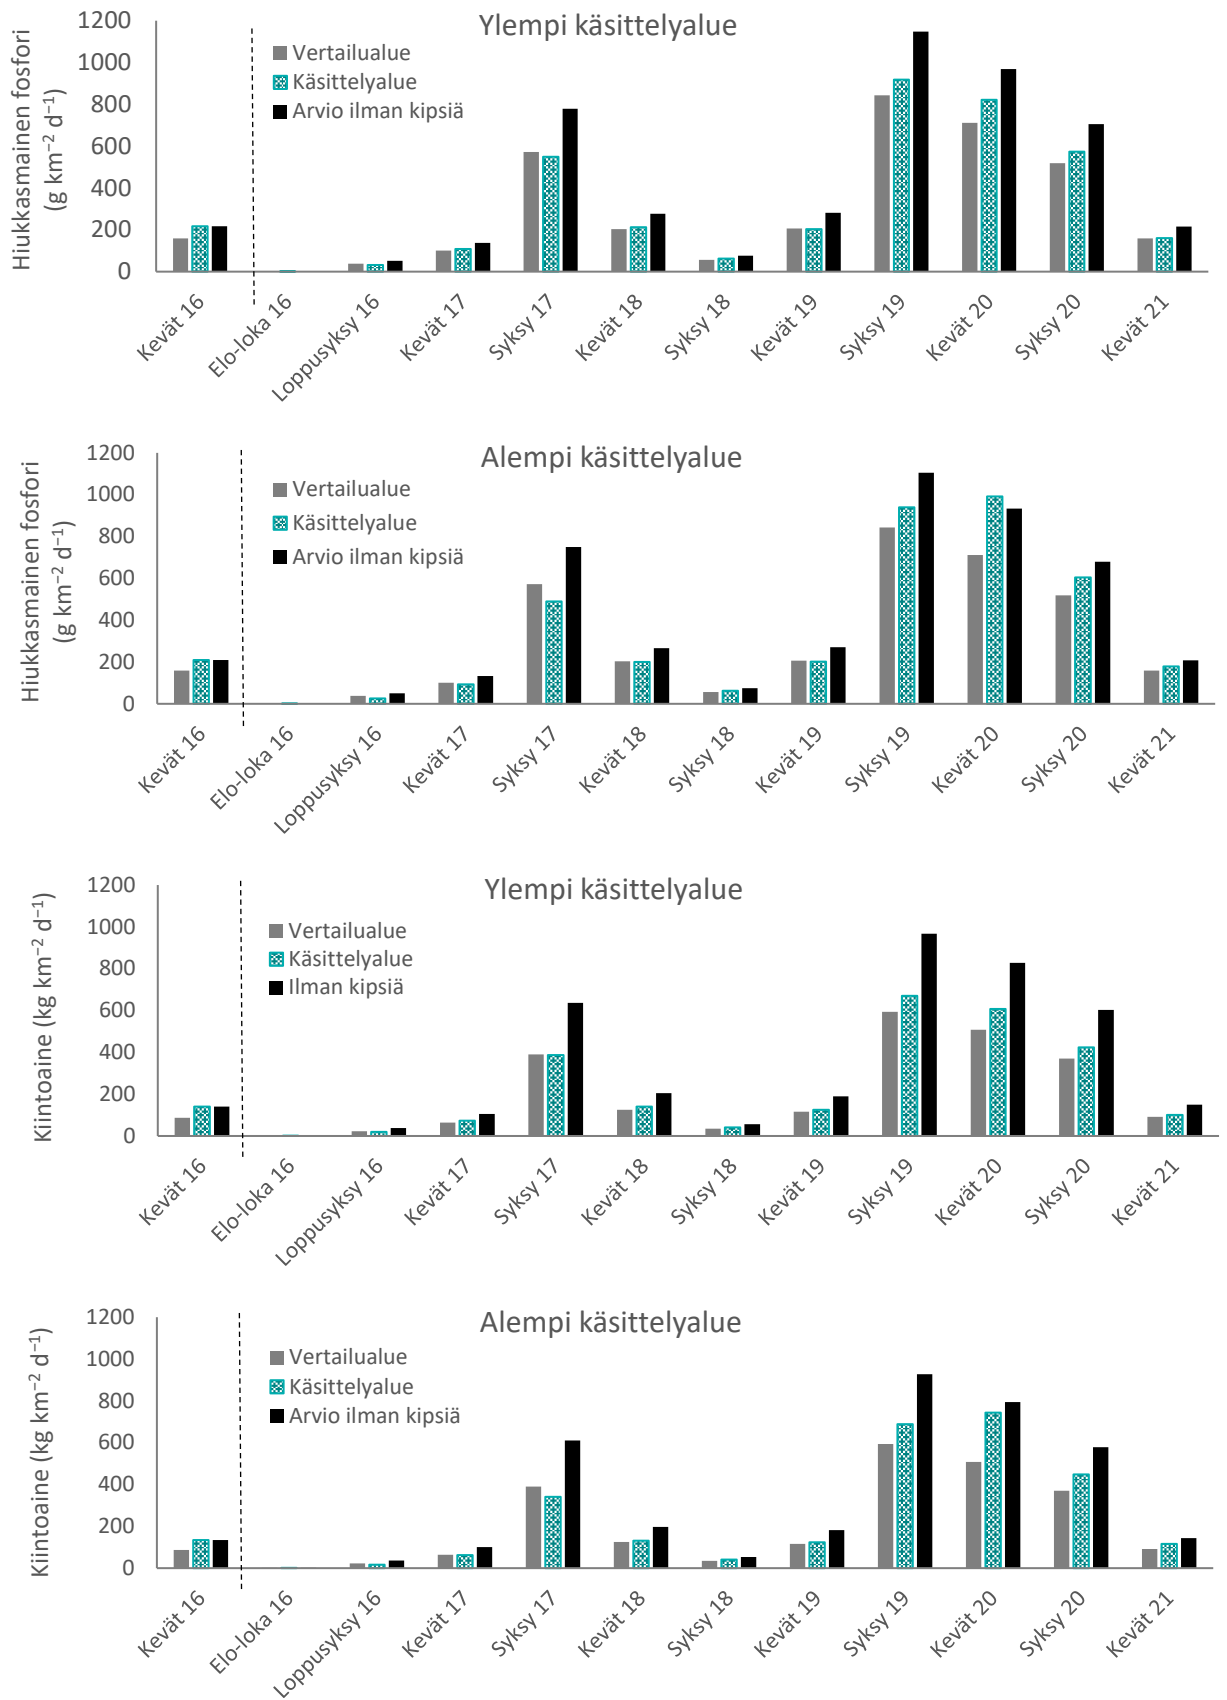 Ylempi käsittelyalue
Hiukkasmainen fosfori
(g km⁻² d⁻¹)
1200
1000
800
600
400
200
0
Vertailualue
Käsittelyalue
Arvio ilman kipsiä
Kevät 16
Elo-loka 16
Loppusyksy 16
Kevät 17
Syksy 17
Kevät 18
Syksy 18
Kevät 19
Syksy 19
Kevät 20
Syksy 20
Kevät 21
Alempi käsittelyalue
Hiukkasmainen fosfori
(g km⁻² d⁻¹)
1200
1000
800
600
400
200
0
Vertailualue
Käsittelyalue
Arvio ilman kipsiä
Kevät 16
Elo-loka 16
Loppusyksy 16
Kevät 17
Syksy 17
Kevät 18
Syksy 18
Kevät 19
Syksy 19
Kevät 20
Syksy 20
Kevät 21
Ylempi käsittelyalue
Kiintoaine (kg km⁻² d⁻¹)
1200
1000
800
600
400
200
0
Vertailualue
Käsittelyalue
Ilman kipsiä
Kevät 16
Elo-loka 16
Loppusyksy 16
Kevät 17
Syksy 17
Kevät 18
Syksy 18
Kevät 19
Syksy 19
Kevät 20
Syksy 20
Kevät 21
Alempi käsittelyalue
Kiintoaine (kg km⁻² d⁻¹)
1200
1000
800
600
400
200
0
Vertailualue
Käsittelyalue
Arvio ilman kipsiä
Kevät 16
Elo-loka 16
Loppusyksy 16
Kevät 17
Syksy 17
Kevät 18
Syksy 18
Kevät 19
Syksy 19
Kevät 20
Syksy 20
Kevät 21